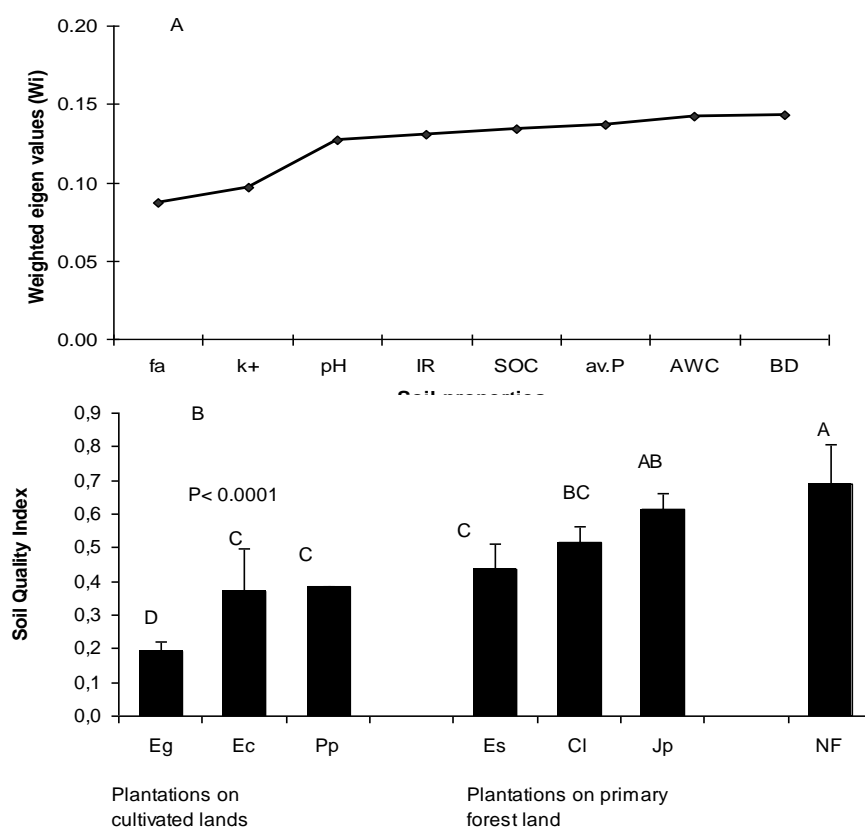 A
Weighted eigen values (Wi)
0.20
0.15
0.10
0.05
0.00
fa k+ pH IR SOC av.P AWC BD
B
Soil Quality Index
0,9
0,8
0,7
0,6
0,5
0,4
0,3
0,2
0,1
0,0
P< 0.0001
D C C C BC AB A
Eg Ec Pp Es Cl Jp NF
Plantations on
cultivated lands
Plantations on primary
forest land